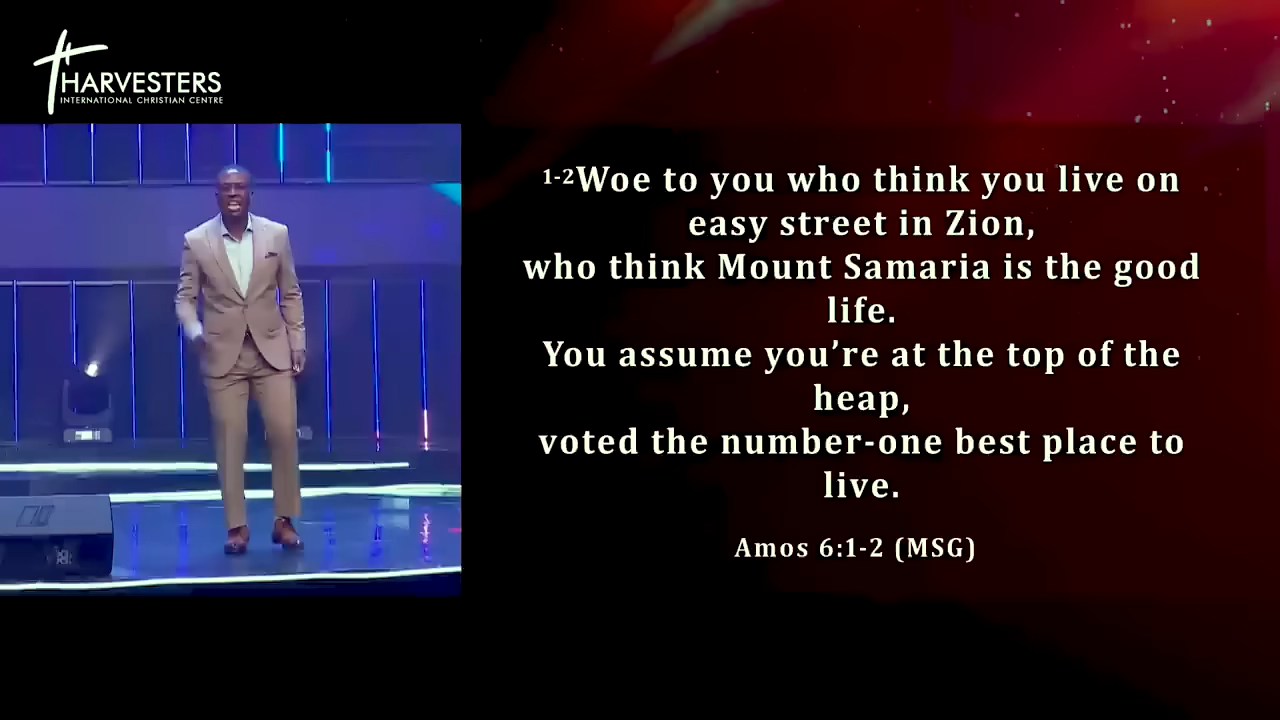 HARVESTERS
INTERNATIONAL CHRISTIAN CENTRE
1-2Woe to you who think you live on
easy street in Zion,
who think Mount Samaria is the good
life.
You assume you’re at the top of the
heap,
voted the number-one best place to
live.
Amos 6:1-2 (MSG)